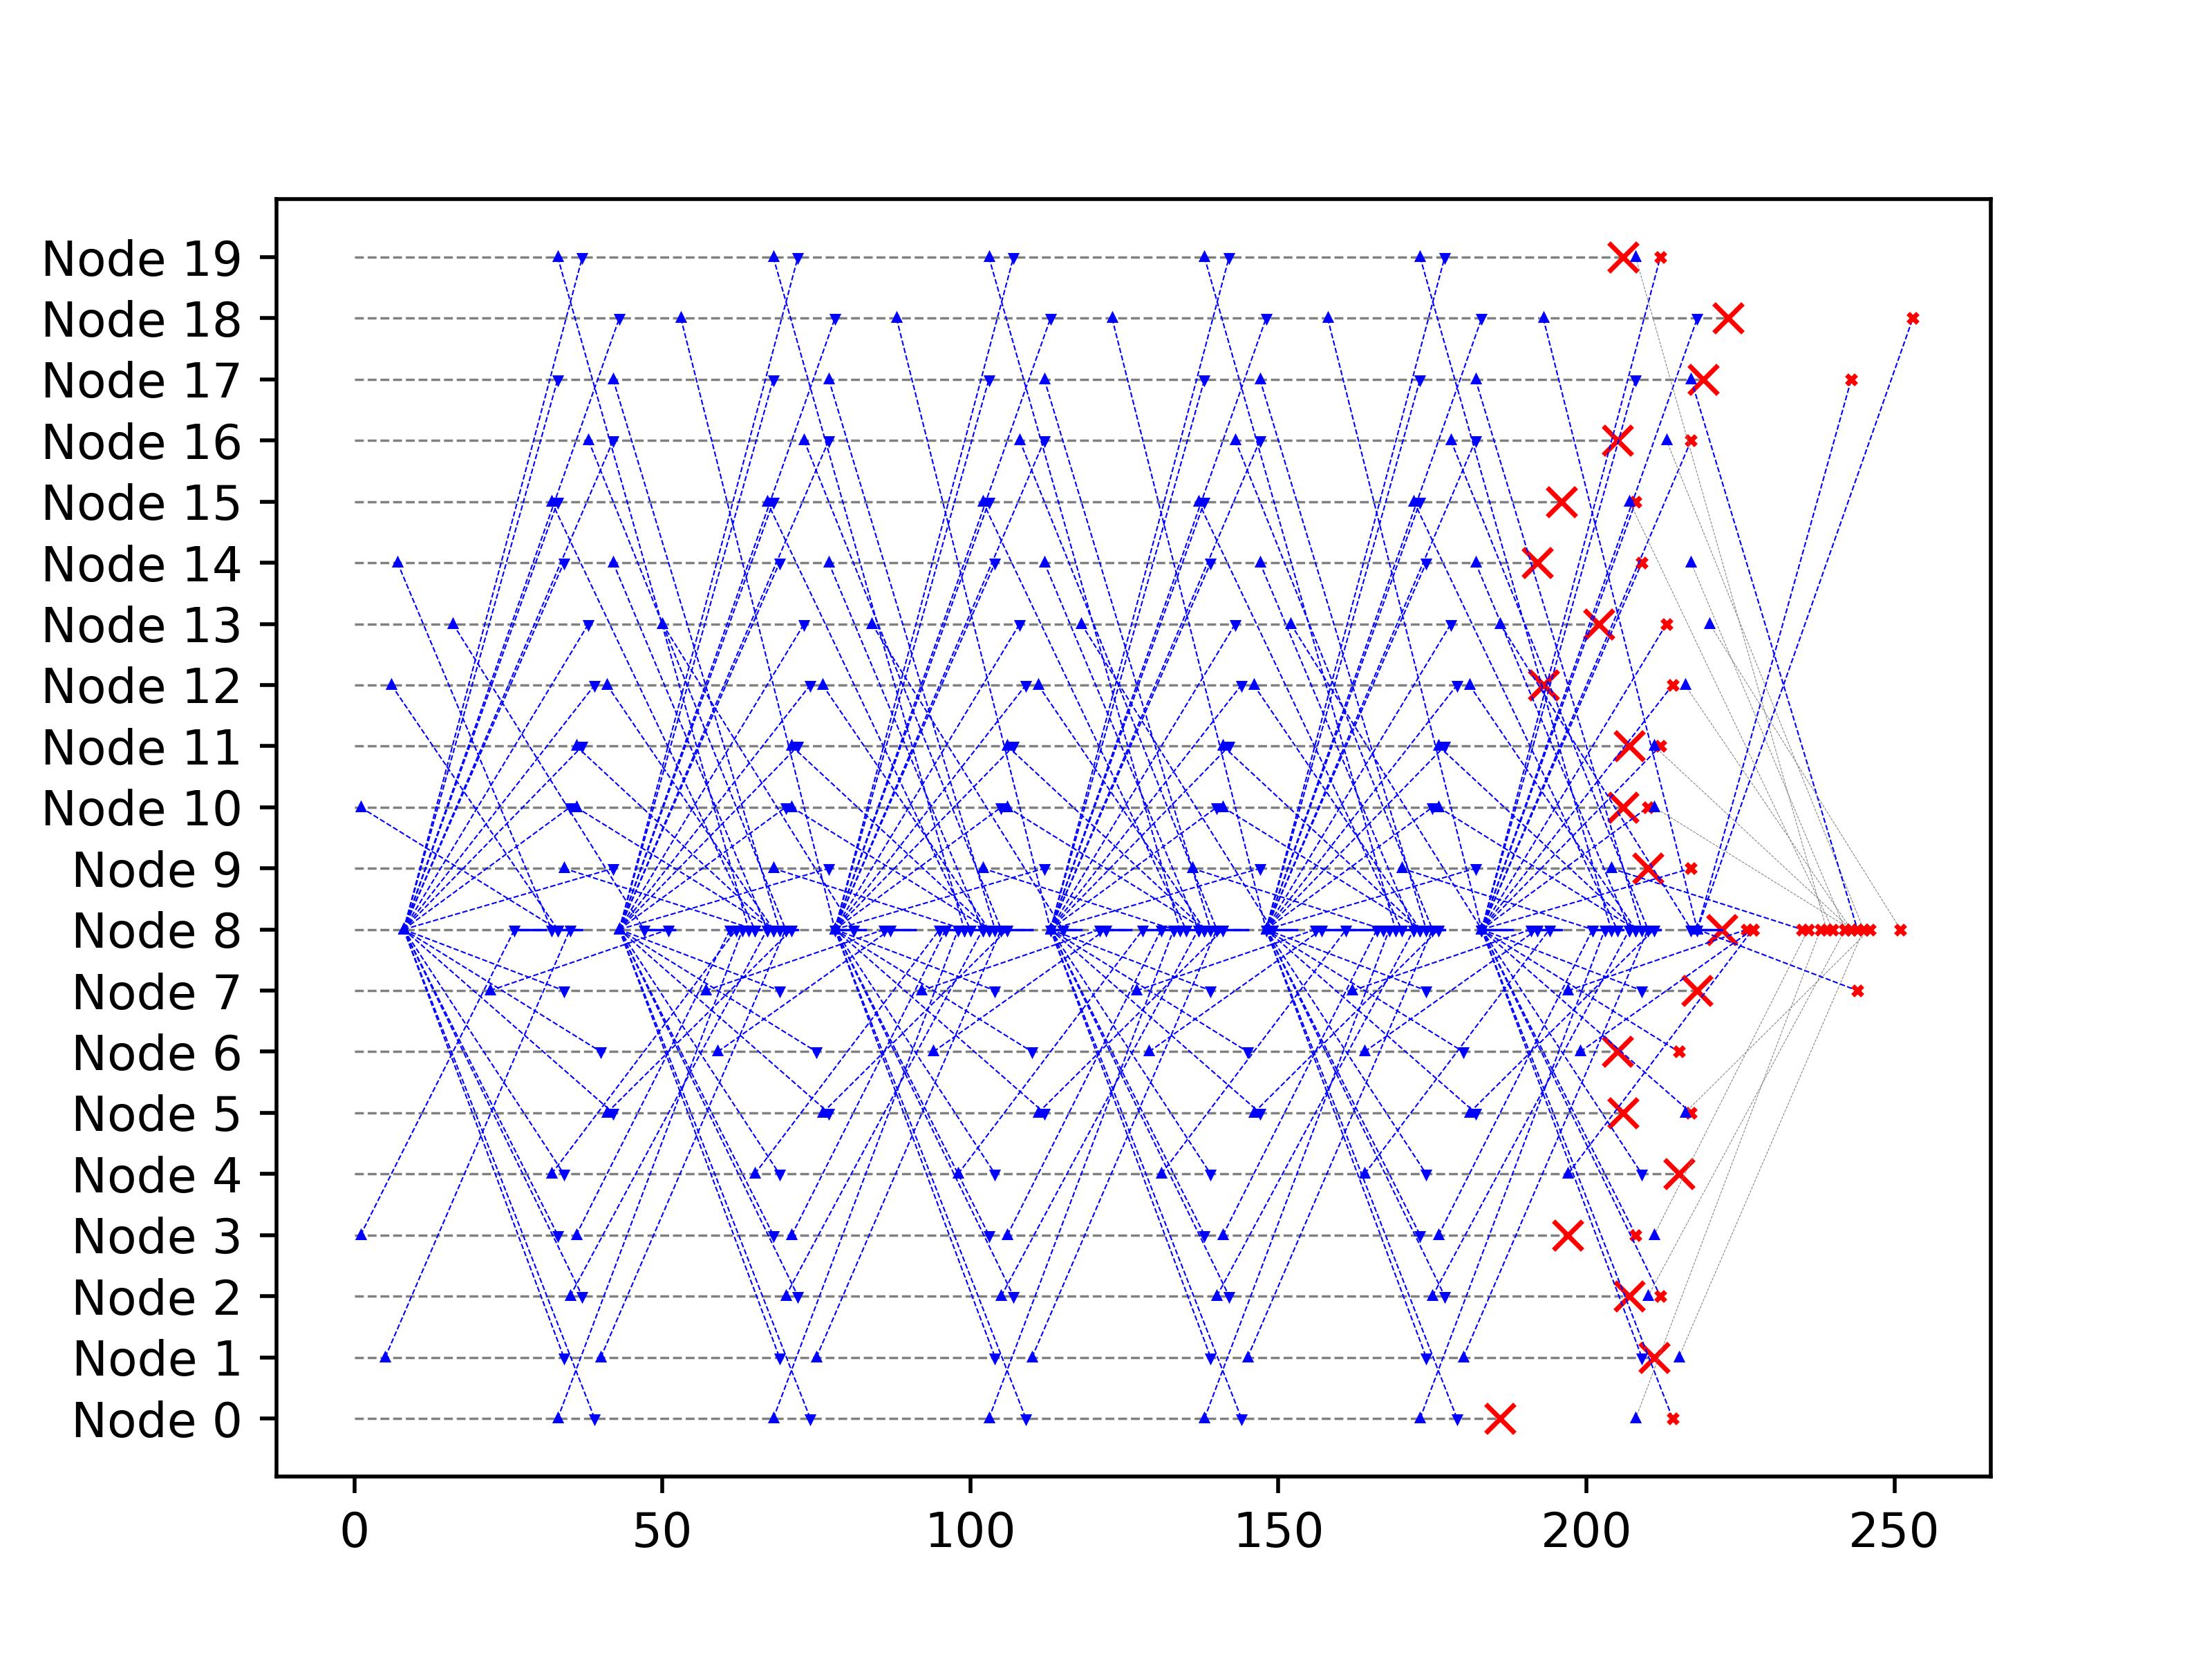 Node 19
Node 18
Node 17
Node 16
Node 15
Node 14
Node 13
Node 12
Node 11
Node 10
Node 9
Node 8
Node 7
Node 6
Node 5
Node 4
Node 3
Node 2
Node 1
Node 0
0 50 100 150 200 250